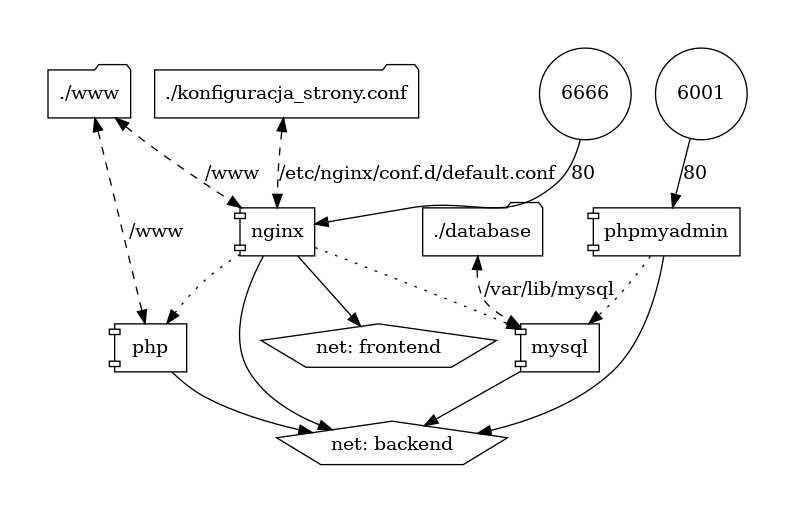 ./www
./konfiguracja_strony.conf
6666
6001
/www
/etc/nginx/conf.d/default.conf
80
80
/www
nginx
./database
phpmyadmin
/var/lib/mysql
php
net: frontend
mysql
net: backend